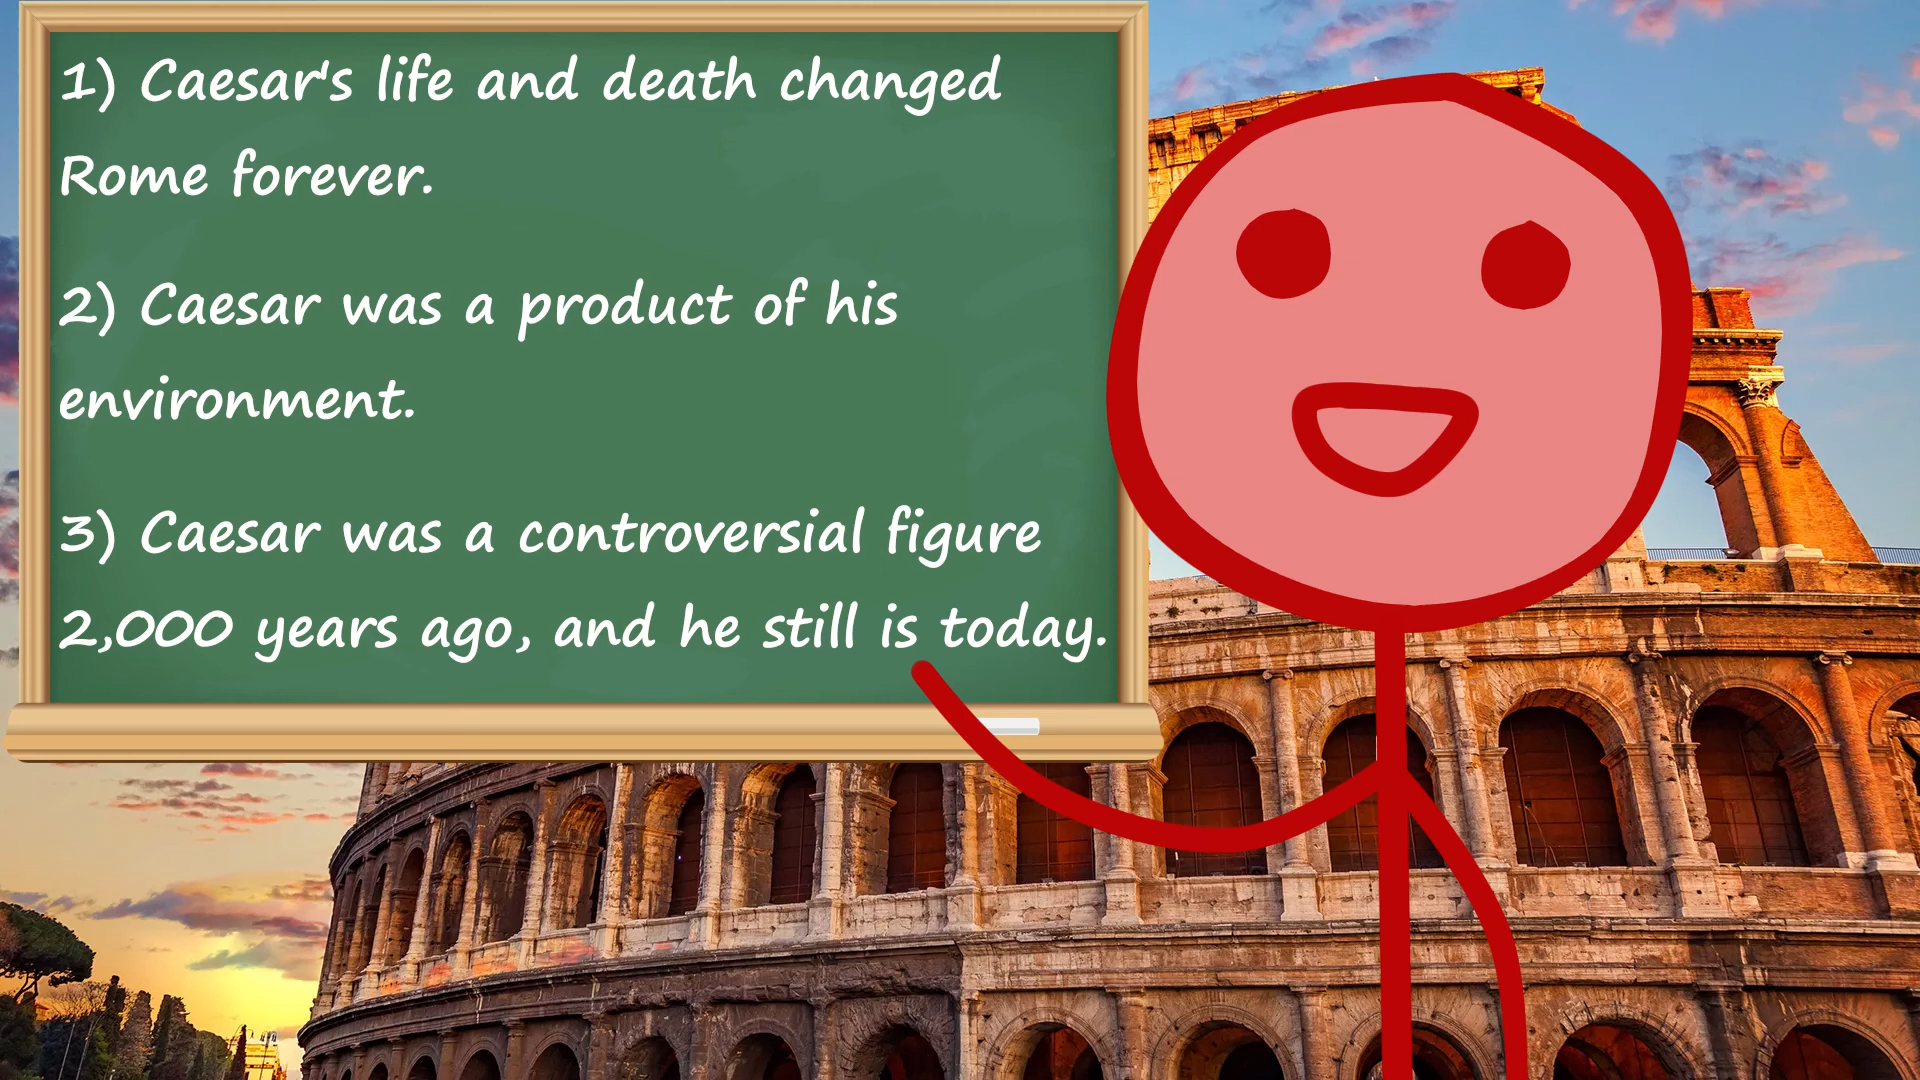 1) Caesar's life and death changed
Rome forever.
2) Caesar was a product of his
environment.
3) Caesar was a controversial figure
2,000 years ago, and he still is today.